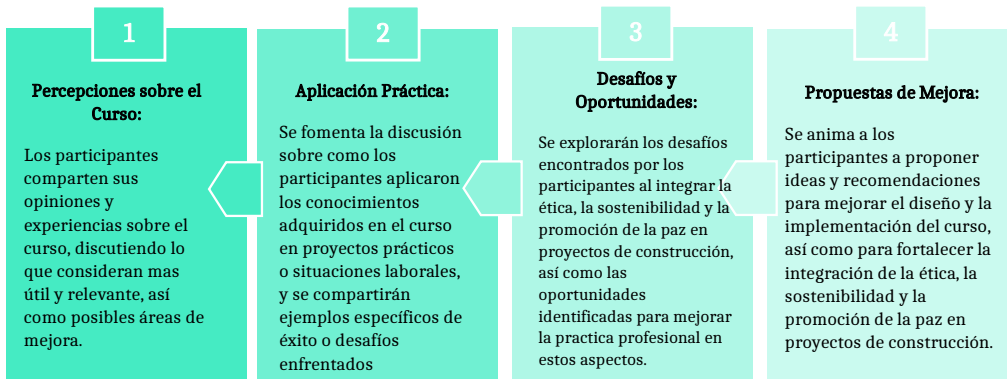 1
Percepciones sobre el
Curso:
Los participantes
comparten sus
opiniones y
experiencias sobre el
curso, discutiendo lo
que consideran mas
útil y relevante, así
como posibles áreas de
mejora.
2
Aplicación Práctica:
Se fomenta la discusión
sobre como los
participantes aplicaron
los conocimientos
adquiridos en el curso
en proyectos prácticos
o situaciones laborales,
y se compartirán
ejemplos específicos de
éxito o desafíos
enfrentados
3
Desafíos y
Oportunidades:
Se explorarán los desafíos
encontrados por los
participantes al integrar la
ética, la sostenibilidad y la
promoción de la paz en
proyectos de construcción,
así como las
oportunidades
identificadas para mejorar
la practica profesional en
estos aspectos.
4
Propuestas de Mejora:
Se anima a los
participantes a proponer
ideas y recomendaciones
para mejorar el diseño y la
implementación del curso,
así como para fortalecer la
integración de la ética, la
sostenibilidad y la
promoción de la paz en
proyectos de construcción.